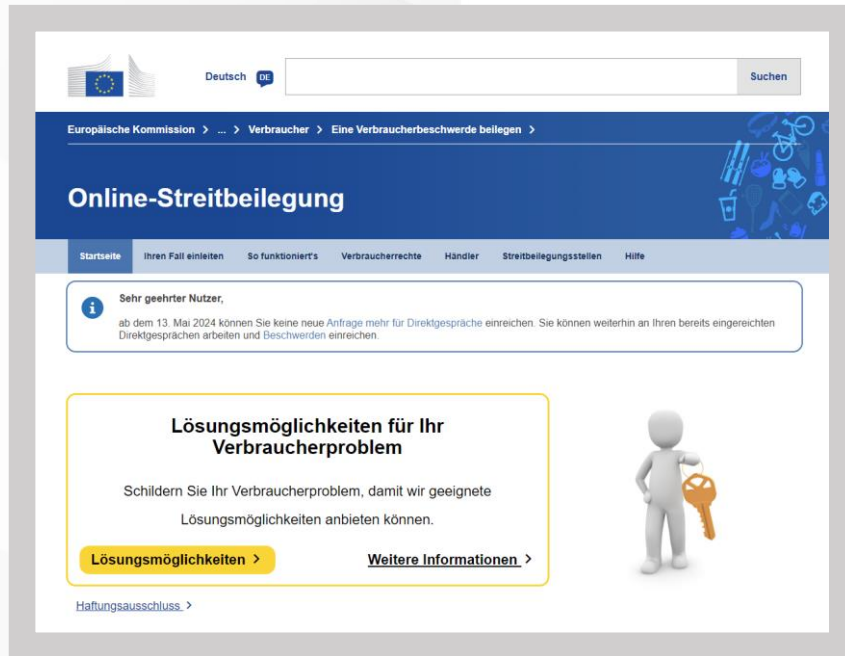 Deutsch DE Suchen
Europäische Kommission > ... > Verbraucher > Eine Verbraucherbeschwerde beilegen >
Online-Streitbeilegung
Startseite Ihren Fall einleiten So funktioniert's Verbraucherrechte Händler Streitbeilegungsstellen Hilfe
Sehr geehrter Nutzer,
ab dem 13. Mai 2024 können Sie keine neue Anfrage mehr für Direktgespräche einreichen. Sie können weiterhin an Ihren bereits eingereichten
Direktgesprächen arbeiten und Beschwerden einreichen.
Lösungsmöglichkeiten für Ihr
Verbraucherproblem
Schildern Sie Ihr Verbraucherproblem, damit wir geeignete
Lösungsmöglichkeiten anbieten können.
Lösungsmöglichkeiten > Weitere Informationen >
Haftungsausschluss >